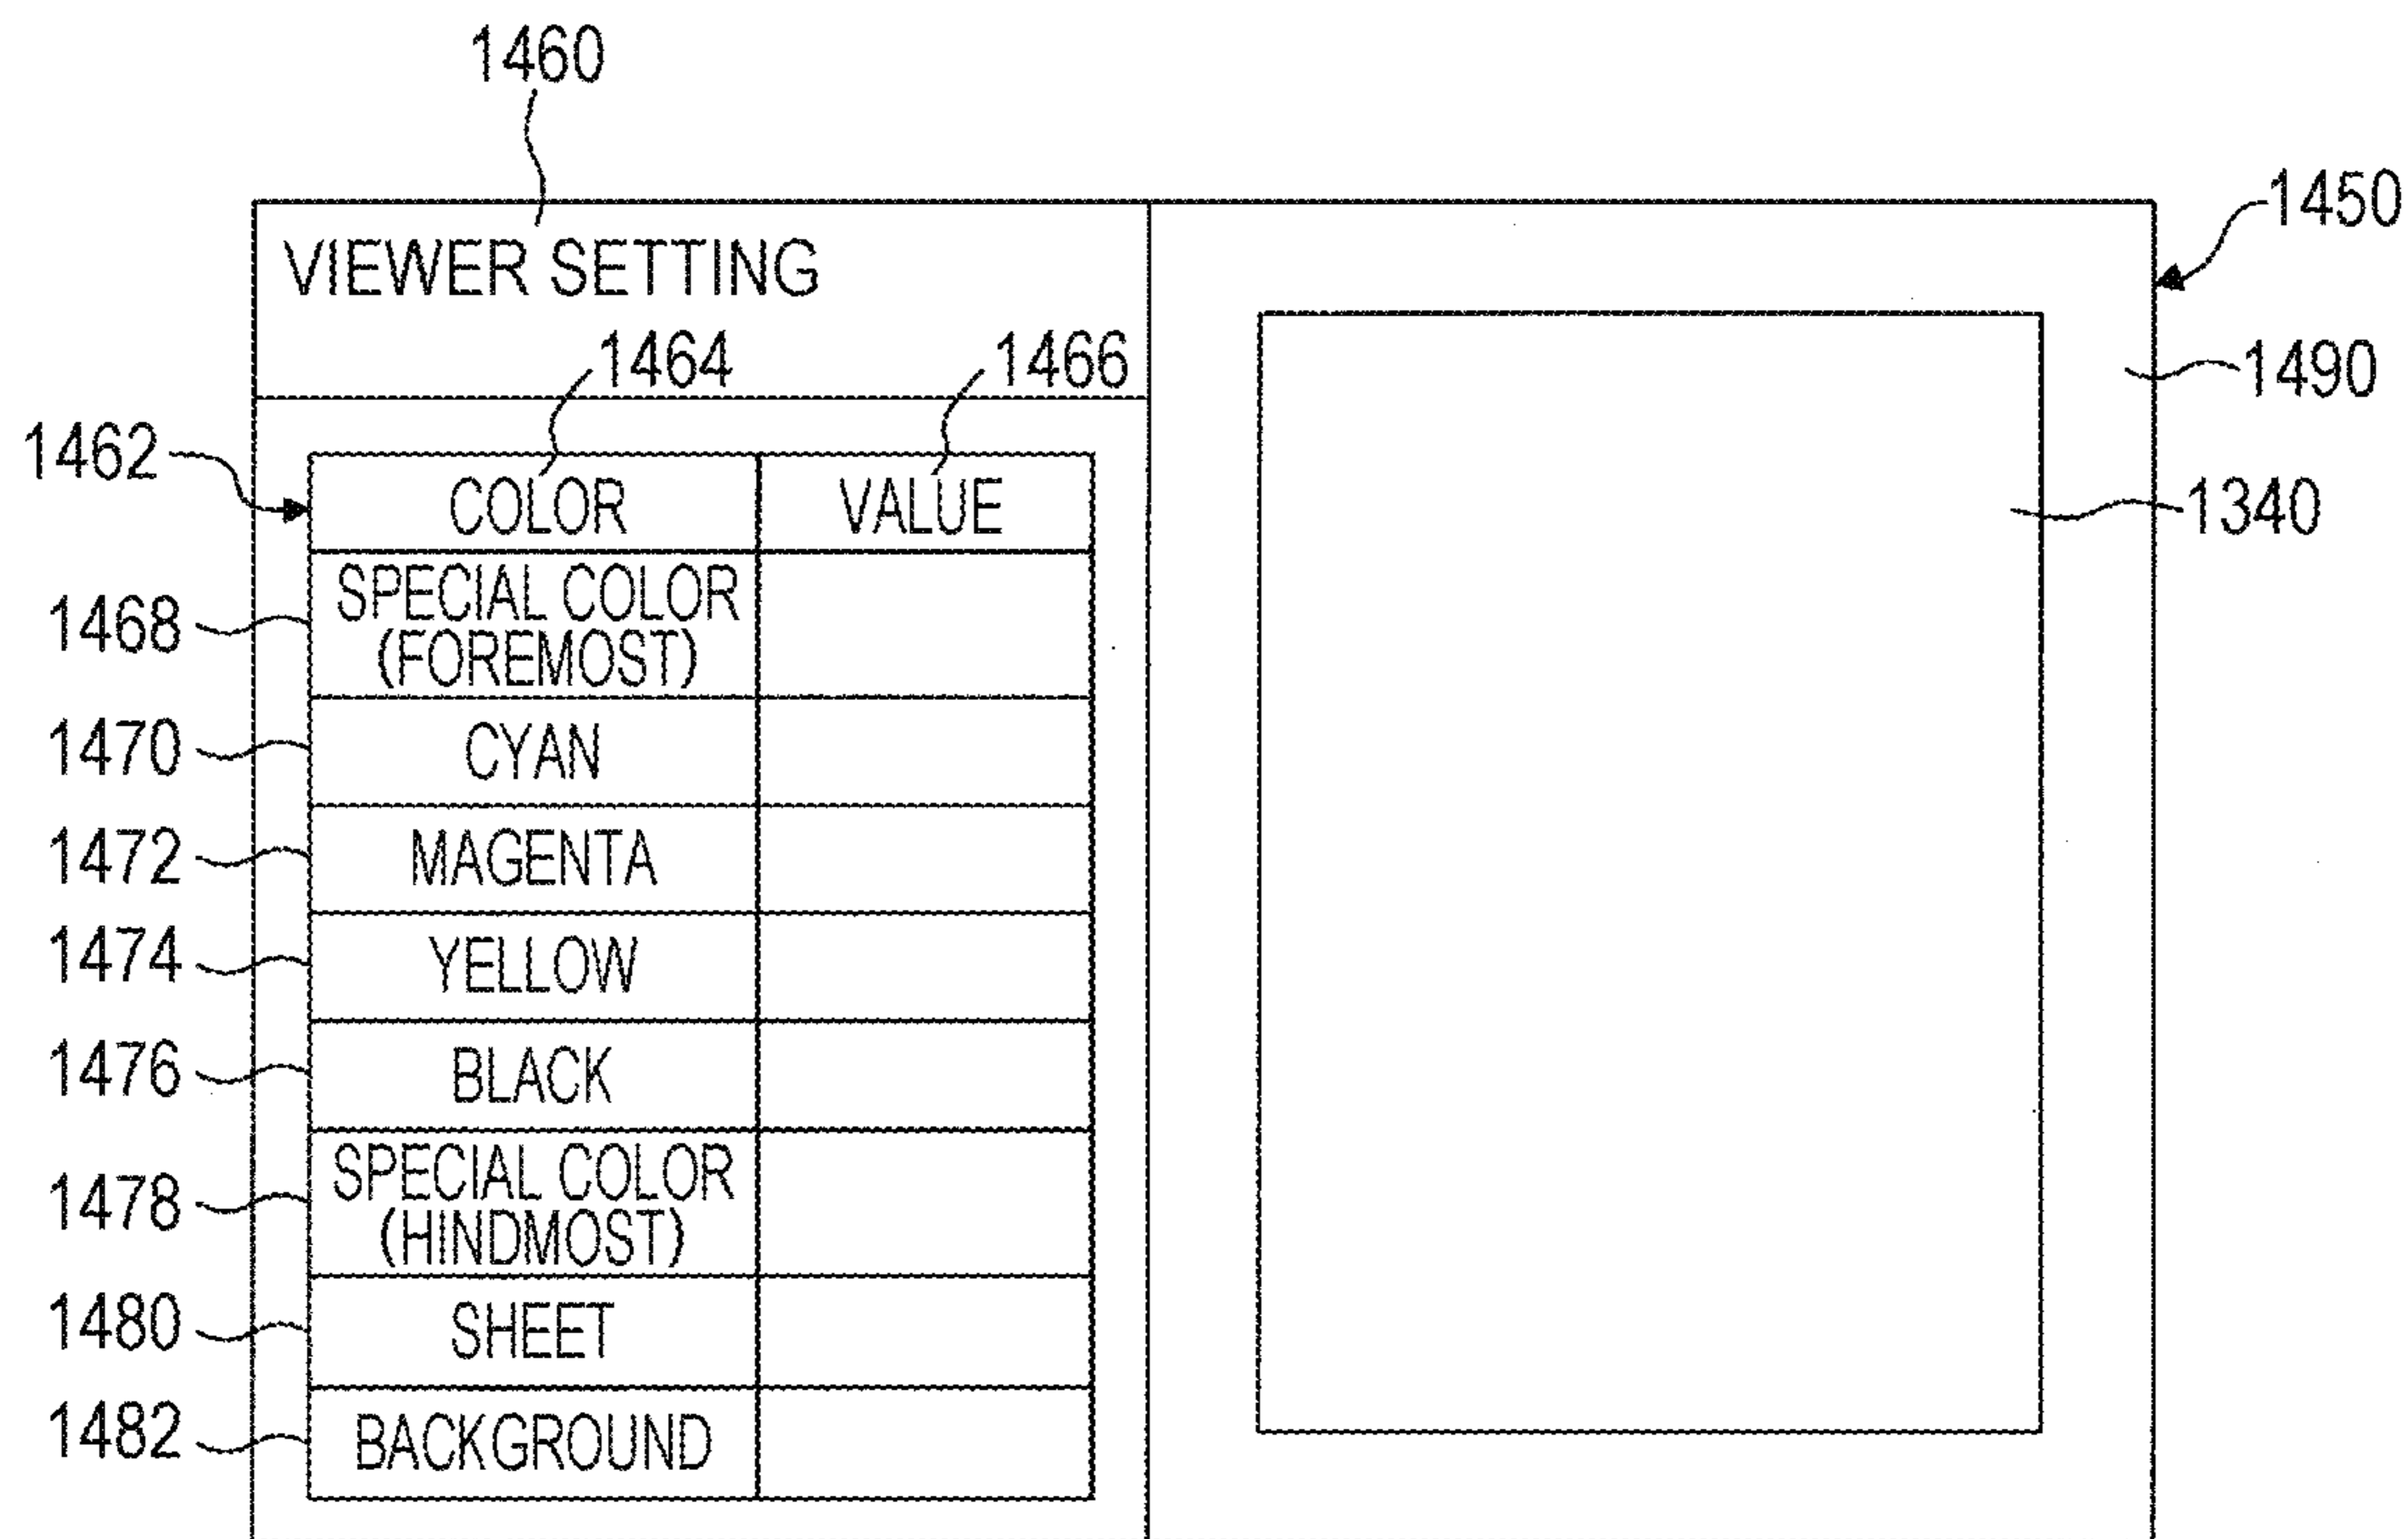 1460
1450
VIEWER SETTING
1464
1466
1490
1462
COLOR
VALUE
1340
1468
SPECIAL COLOR
(FOREMOST)
1470
CYAN
1472
MAGENTA
1474
YELLOW
1476
BLACK
1478
SPECIAL COLOR
(HINDMOST)
1480
SHEET
1482
BACKGROUND